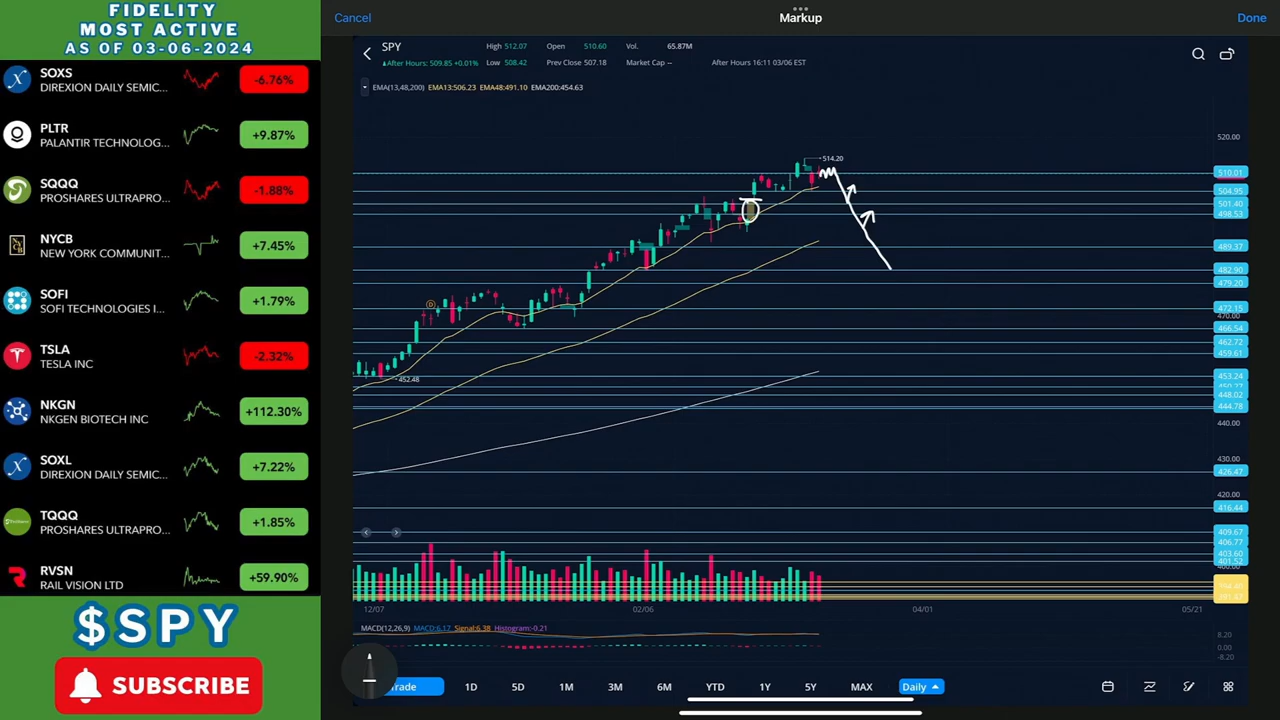 FIDELITY
MOST ACTIVE
AS OF 03-06-2024
SOXS
DIREXION DAILY SEMIC...
-6.76%
PLTR
PALANTIR TECHNOLOG...
+9.87%
SQQQ
PROSHARES ULTRAPRO...
-1.88%
NYCB
NEW YORK COMMUNIT...
+7.45%
SOFI
SOFI TECHNOLOGIES I...
+1.79%
TSLA
TESLA INC
-2.32%
NKGN
NKGEN BIOTECH INC
+112.30%
SOXL
DIREXION DAILY SEMIC...
+7.22%
TQQQ
PROSHARES ULTRAPRO...
+1.85%
RVSN
RAIL VISION LTD
+59.90%
$SPY
SUBSCRIBE
Cancel
Markup
Done
SPY
High 512.07 Open 510.60 Vol. 65.87M
After Hours: 509.85 +0.01% Low 508.42 Prev Close 507.18 Market Cap -- After Hours 16:11 03/06 EST
EMA(13,48,200) EMA13:506.23 EMA48:491.10 EMA200:454.63
520.00
514.20
510.01
504.95
501.40
498.53
489.37
482.90
479.20
472.15
470.00
466.54
462.72
459.61
453.24
452.48
448.02
444.78
440.00
430.00
426.47
420.00
416.44
409.67
406.77
403.60
401.52
12/07 02/06 04/01 05/21
MACD(12,26,9) MACD:6.17 Signal:6.38 Histogram:-0.21
8.20
0.00
-8.20
Trade 1D 5D 1M 3M 6M YTD 1Y 5Y MAX Daily